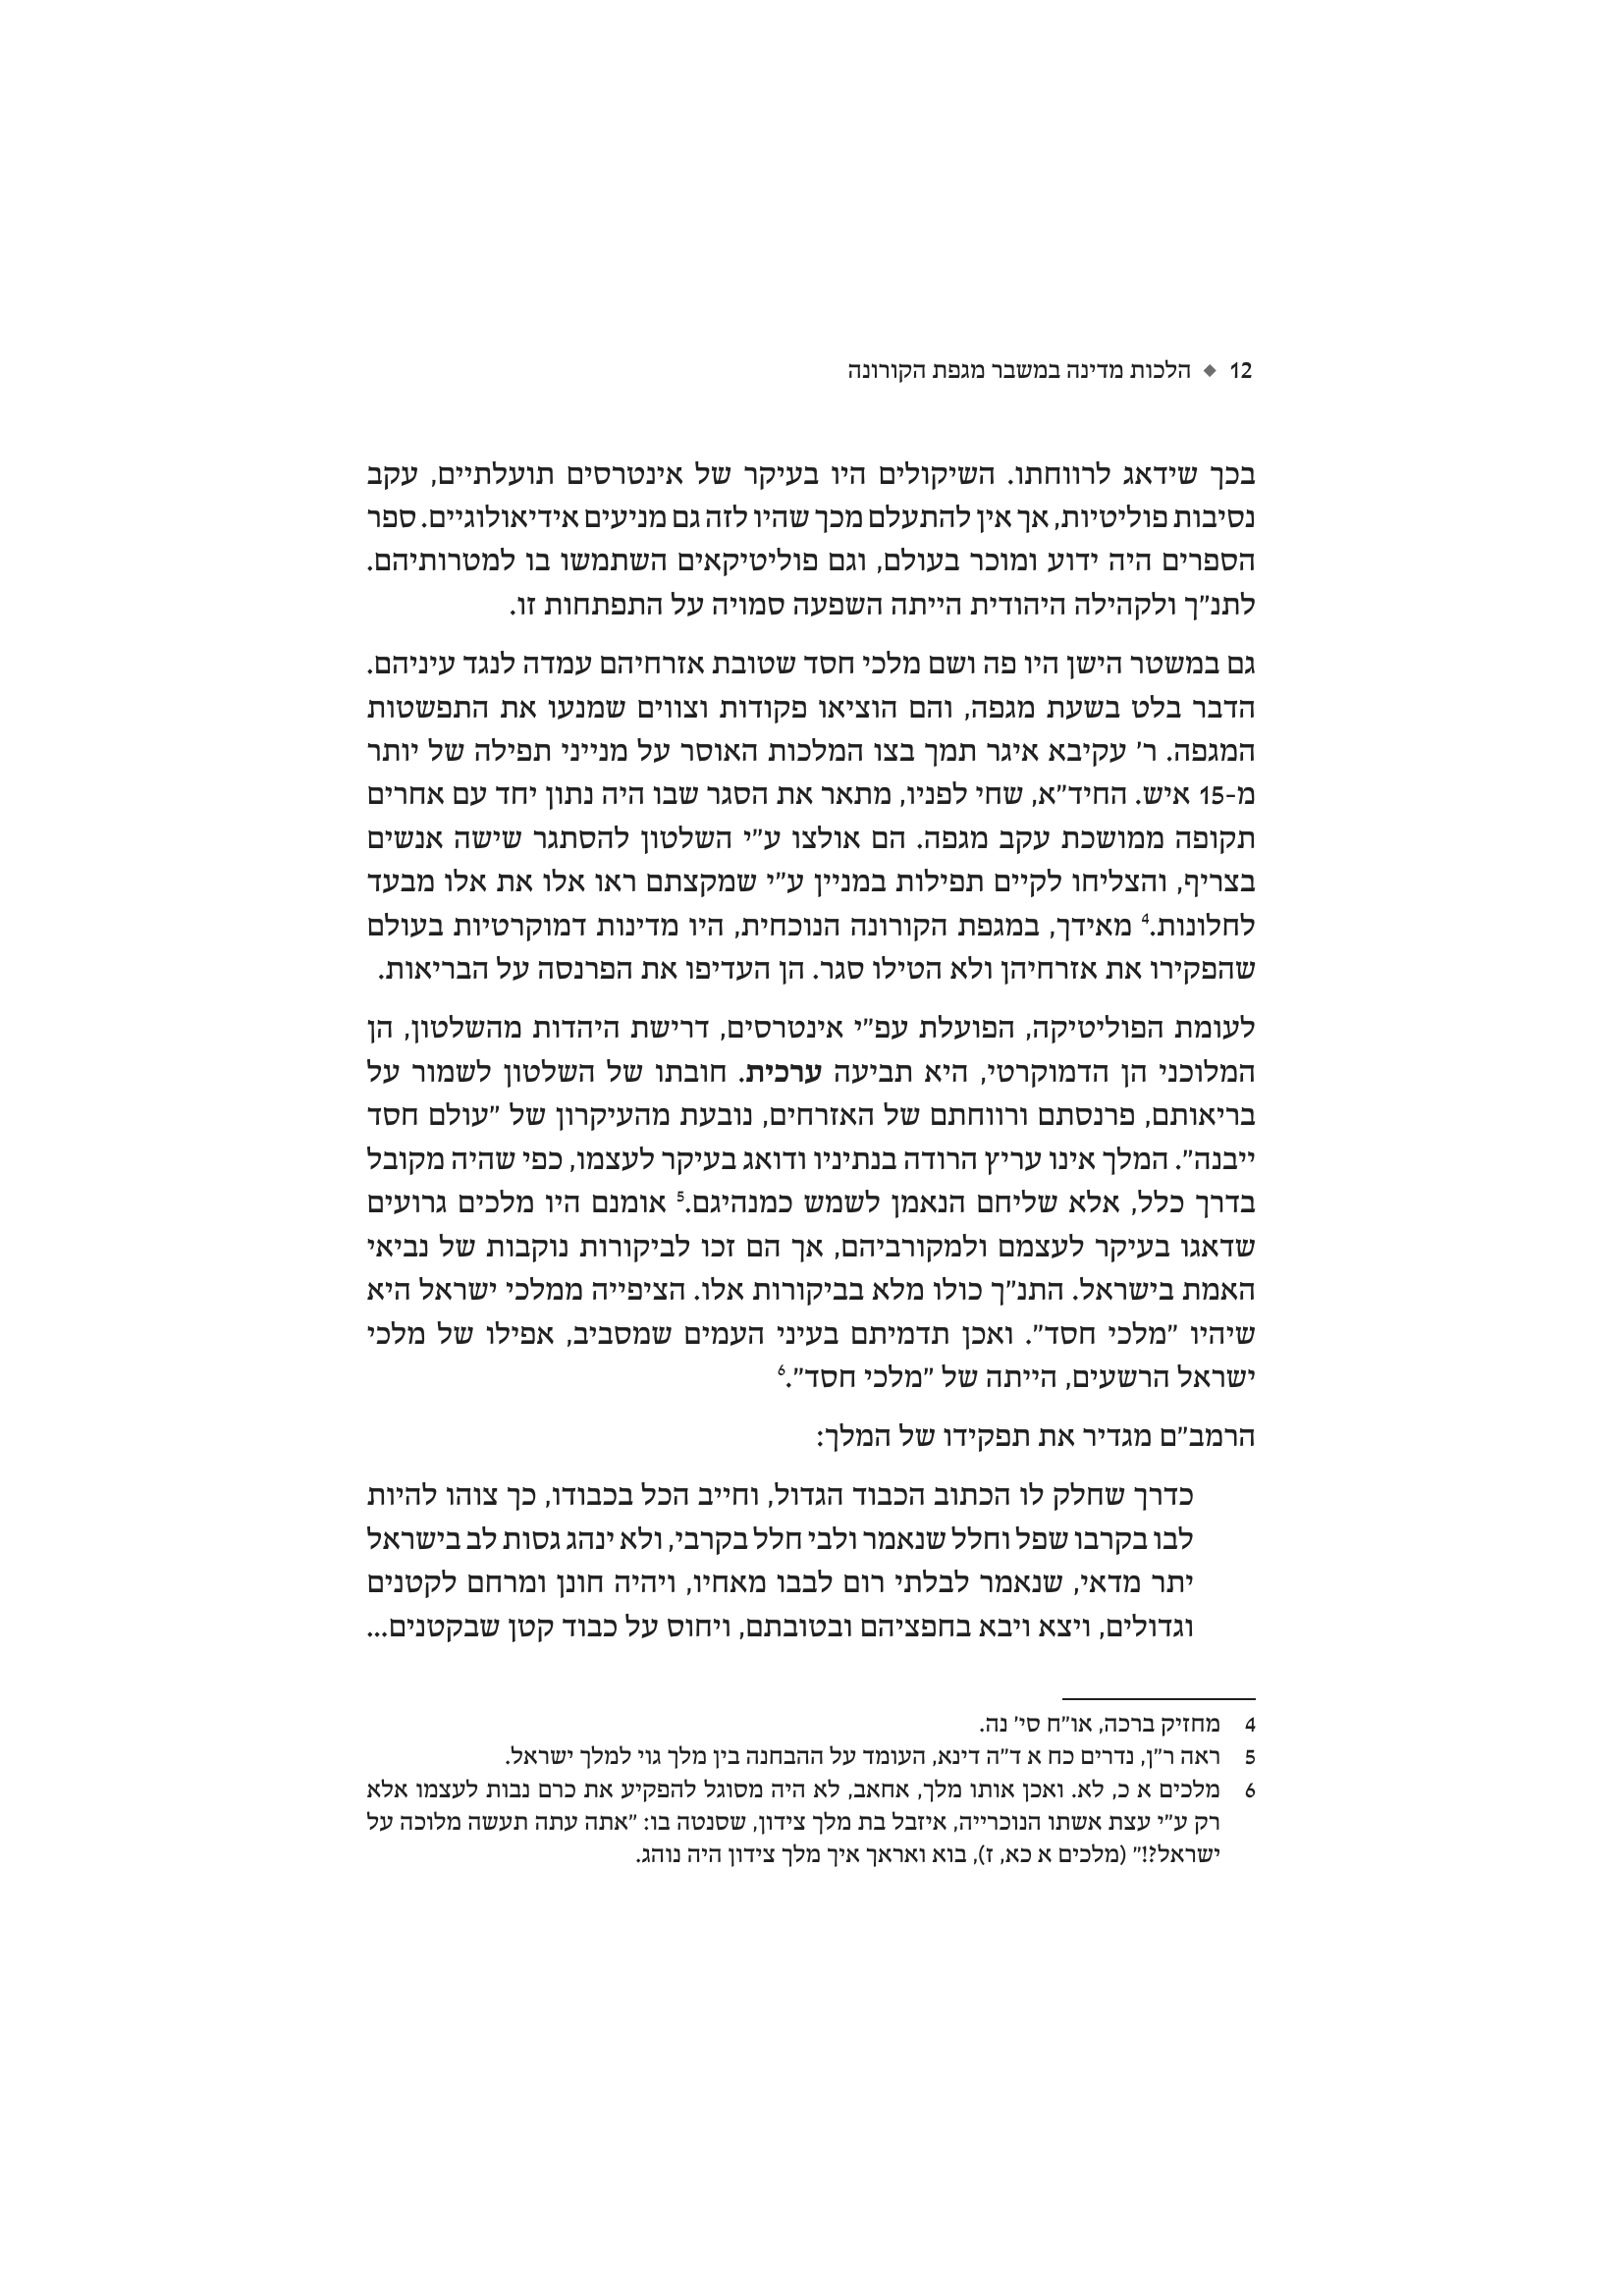 12 ◆ הלכות מדינה במשבר מגפת הקורונה
בכך שידאג לרווחתו. השיקולים היו בעיקר של אינטרסים תועלתיים, עקב
נסיבות פוליטיות, אך אין להתעלם מכך שהיו לזה גם מניעים אידיאולוגיים. ספר
הספרים היה ידוע ומוכר בעולם, וגם פוליטיקאים השתמשו בו למטרותיהם.
לתנ"ך ולקהילה היהודית הייתה השפעה סמויה על התפתחות זו.
גם במשטר הישן היו פה ושם מלכי חסד שטובת אזרחיהם עמדה לנגד עיניהם.
הדבר בלט בשעת מגפה, והם הוציאו פקודות וצווים שמנעו את התפשטות
המגפה. ר' עקיבא איגר תמך בצו המלכות האוסר על מנייני תפילה של יותר
מ-15 איש. החיד"א, שחי לפניו, מתאר את הסגר שבו היה נתון יחד עם אחרים
תקופה ממושכת עקב מגפה. הם אולצו ע"י השלטון להסתגר שישה אנשים
בצריף, והצליחו לקיים תפילות במניין ע"י שמקצתם ראו אלו את אלו מבעד
לחלונות.4 מאידך, במגפת הקורונה הנוכחית, היו מדינות דמוקרטיות בעולם
שהפקירו את אזרחיהן ולא הטילו סגר. הן העדיפו את הפרנסה על הבריאות.
לעומת הפוליטיקה, הפועלת עפ"י אינטרסים, דרישת היהדות מהשלטון, הן
המלוכני הן הדמוקרטי, היא תביעה ערכית. חובתו של השלטון לשמור על
בריאותם, פרנסתם ורווחתם של האזרחים, נובעת מהעיקרון של "עולם חסד
ייבנה". המלך אינו עריץ הרודה בנתיניו ודואג בעיקר לעצמו, כפי שהיה מקובל
בדרך כלל, אלא שליחם הנאמן לשמש כמנהיגם.5 אומנם היו מלכים גרועים
שדאגו בעיקר לעצמם ולמקורביהם, אך הם זכו לביקורות נוקבות של נביאי
האמת בישראל. התנ"ך כולו מלא בביקורות אלו. הציפייה ממלכי ישראל היא
שיהיו "מלכי חסד". ואכן תדמיתם בעיני העמים שמסביב, אפילו של מלכי
ישראל הרשעים, הייתה של "מלכי חסד".6
הרמב"ם מגדיר את תפקידו של המלך:
כדרך שחלק לו הכתוב הכבוד הגדול, וחייב הכל בכבודו, כך צוהו להיות
לבו בקרבו שפל וחלל שנאמר ולבי חלל בקרבי, ולא ינהג גסות לב בישראל
יתר מדאי, שנאמר לבלתי רום לבבו מאחיו, ויהיה חונן ומרחם לקטנים
וגדולים, ויצא ויבא בחפציהם ובטובתם, ויחוס על כבוד קטן שבקטנים...
4 מחזיק ברכה, או"ח סי' נה.
5 ראה ר"ן, נדרים כח א ד"ה דינא, העומד על ההבחנה בין מלך גוי למלך ישראל.
6 מלכים א כ, לא. ואכן אותו מלך, אחאב, לא היה מסוגל להפקיע את כרם נבות לעצמו אלא
רק ע"י עצת אשתו הנוכרייה, איזבל בת מלך צידון, שסנטה בו: "אתה עתה תעשה מלוכה על
ישראל?!" (מלכים א כא, ז), בוא ואראך איך מלך צידון היה נוהג.